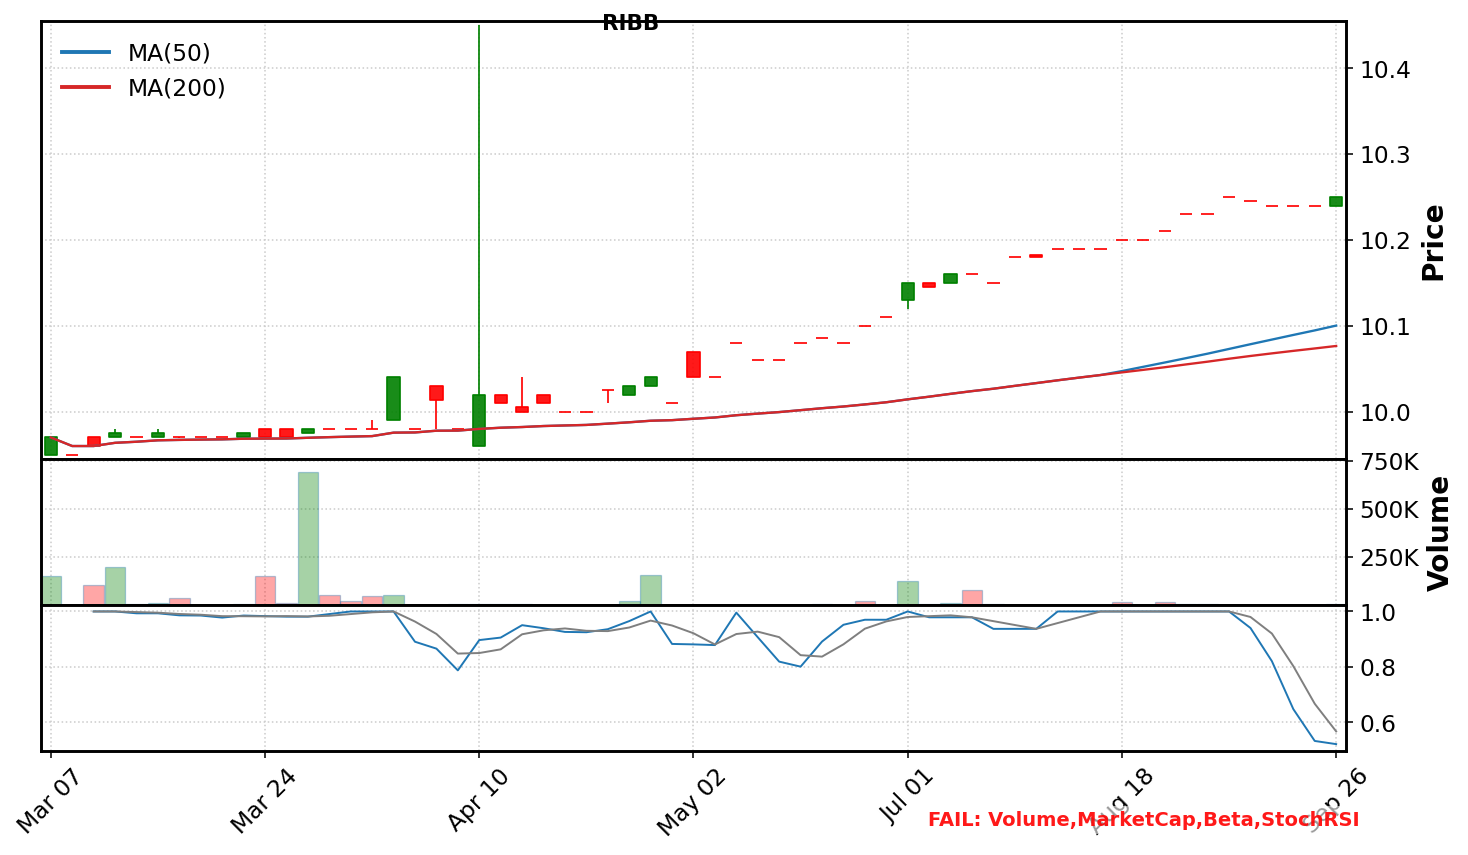 RIBB
MA(50)
MA(200)
10.4
10.3
10.2
10.1
10.0
Price
750K
500K
250K
Volume
1.0
0.8
0.6
Mar 07
Mar 24
Apr 10
May 02
Jul 01
Aug 18
Sep 26
FAIL: Volume,MarketCap,Beta,StochRSI